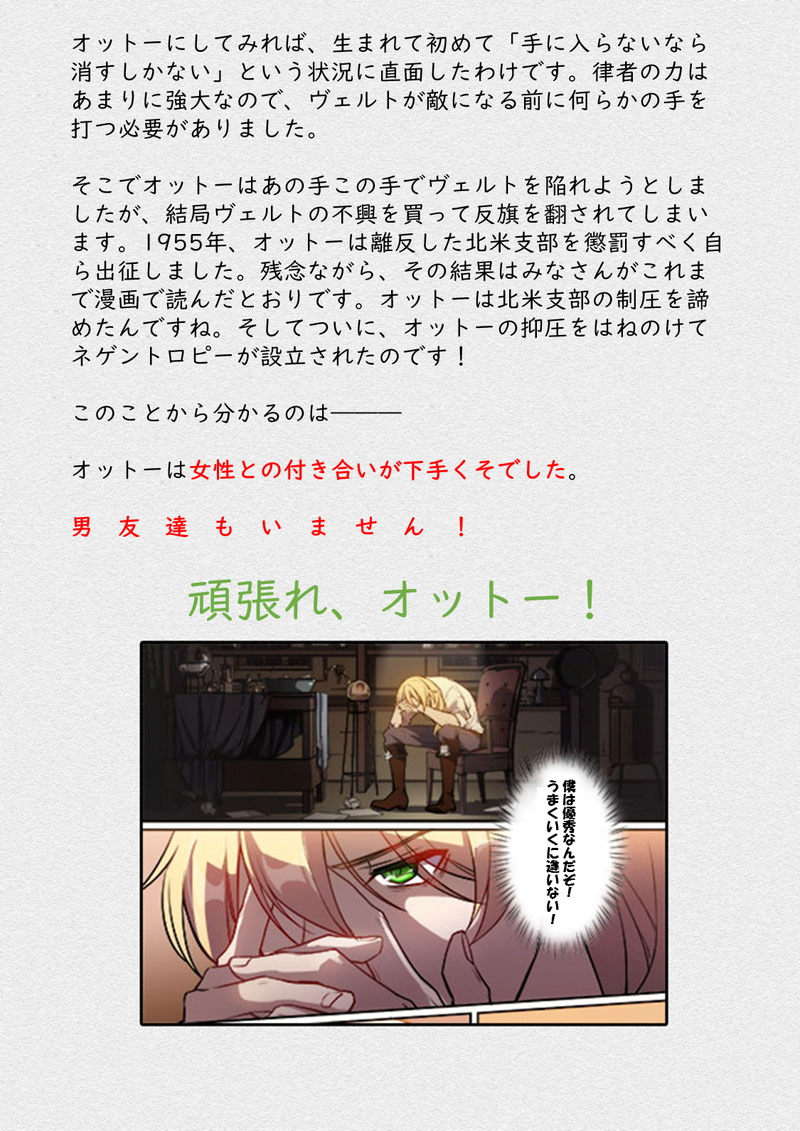 オットーにしてみれば、生まれて初めて「手に入らないなら
消すしかない」という状況に直面したわけです。律者の力は
あまりに強大なので、ヴェルトが敵になる前に何らかの手を
打つ必要がありました。
そこでオットーはあの手この手でヴェルトを陥れようとしま
したが、結局ヴェルトの不興を買って反旗を翻されてしまい
ます。1955年、オットーは離反した北米支部を懲罰すべく自
ら出征しました。残念ながら、その結果はみなさんがこれま
で漫画で読んだとおりです。オットーは北米支部の制圧を諦
めたんですね。そしてついに、オットーの抑圧をはねのけて
ネゲントロピーが設立されたのです！
このことから分かるのは———
オットーは女性との付き合いが下手くそでした。
男友達もいません！
頑張れ、オットー！
僕は優秀なんだぞ！
うまくいくに違いない！